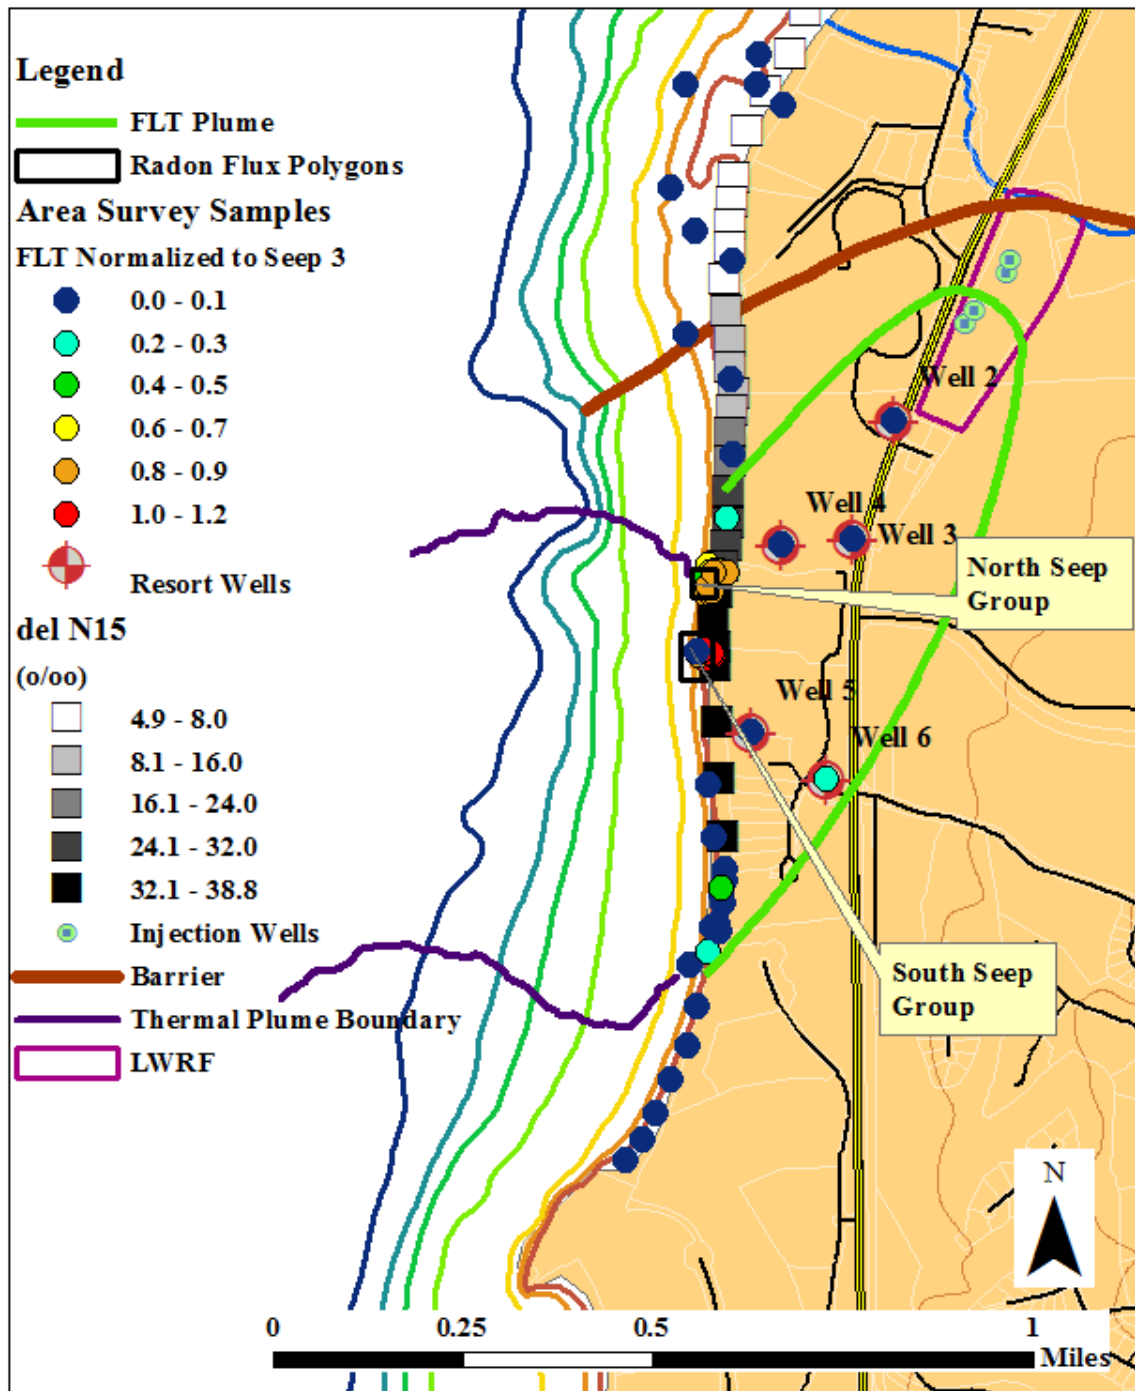 Legend
FLT Plume
Radon Flux Polygons
Area Survey Samples
FLT Normalized to Seep 3
0.0 - 0.1
0.2 - 0.3
0.4 - 0.5
0.6 - 0.7
0.8 - 0.9
1.0 - 1.2
Resort Wells
del N15
(o/oo)
4.9 - 8.0
8.1 - 16.0
16.1 - 24.0
24.1 - 32.0
32.1 - 38.8
Injection Wells
Barrier
Thermal Plume Boundary
LWRF
Well 2
Well 4
Well 3
North Seep
Group
Well 5
Well 6
South Seep
Group
N
0 0.25 0.5 1
Miles